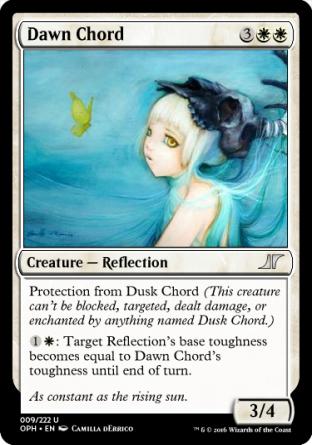 Dawn Chord 3
Creature — Reflection
Protection from Dusk Chord (This creature
can't be blocked, targeted, dealt damage, or
enchanted by anything named Dusk Chord.)
1 : Target Reflection's base toughness
becomes equal to Dawn Chord's
toughness until end of turn.
As constant as the rising sun.
3/4
009/222 U
OPH • EN CAMILLA DERRICO
™ & © 2016 Wizards of the Coast